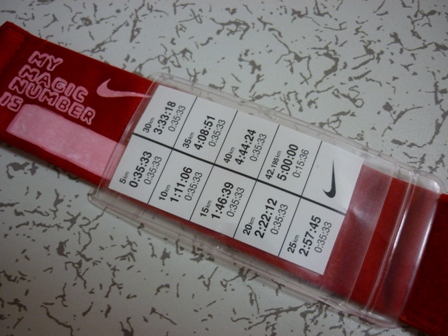 MY
MAGIC
NUMBER
IS
5km
0:35:33
0:35:33
10km
1:11:06
0:35:33
15km
1:46:39
0:35:33
20km
2:22:12
0:35:33
25km
2:57:45
0:35:33
30km
3:33:18
0:35:33
35km
4:08:51
0:35:33
40km
4:44:24
0:35:33
42.195km
5:00:00
0:15:36